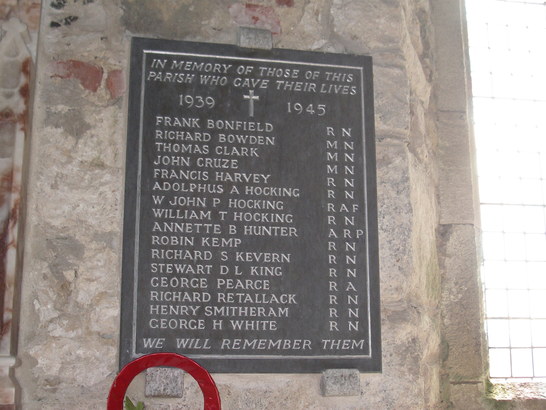 IN MEMORY OF THOSE OF THIS
PARISH WHO GAVE THEIR LIVES
1939 1945
FRANK BONFIELD R N
RICHARD BOWDEN M N
THOMAS CLARK M N
JOHN CRUZE M N
FRANCIS HARVEY R N
ADOLPHUS A HOCKING R N
W JOHN P HOCKING R A F
WILLIAM T HOCKING R N
ANNETTE B HUNTER A R P
ROBIN KEMP R N
RICHARD S KEVERN R N
STEWART D L KING R N
GEORGE PEARCE R A
RICHARD RETALLACK R N
HENRY SMITHERAM R N
GEORGE H WHITE R N
WE WILL REMEMBER THEM